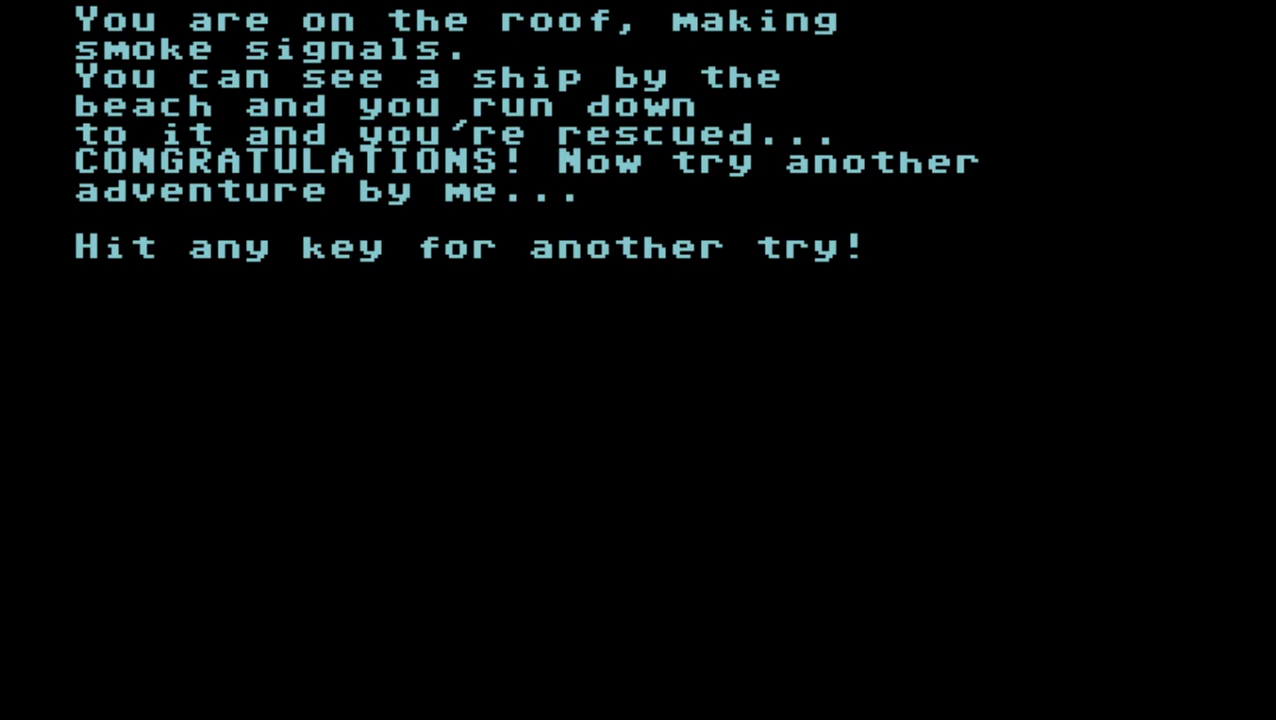 You are on the roof, making
smoke signals.
You can see a ship by the
beach and you run down
to it and you're rescued...
CONGRATULATIONS! Now try another
adventure by me...
Hit any key for another try!